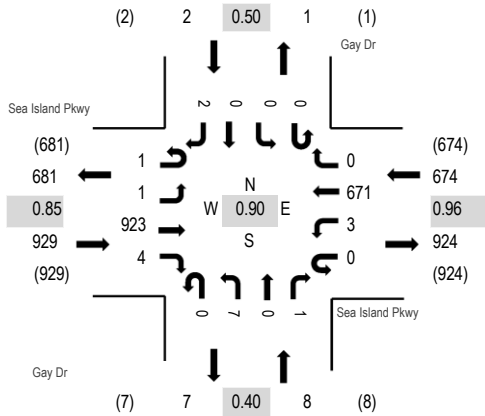 (2) 2 0.50 1 (1)
Gay Dr
2 0 0 0
Sea Island Pkwy
(681) (674)
1 0
681 674
1 N 671
0.85 W 0.90 E 0.96
923 3
929 S 924
4 0
(929) (924)
0 7 0 1
Sea Island Pkwy
Gay Dr
(7) 7 0.40 8 (8)